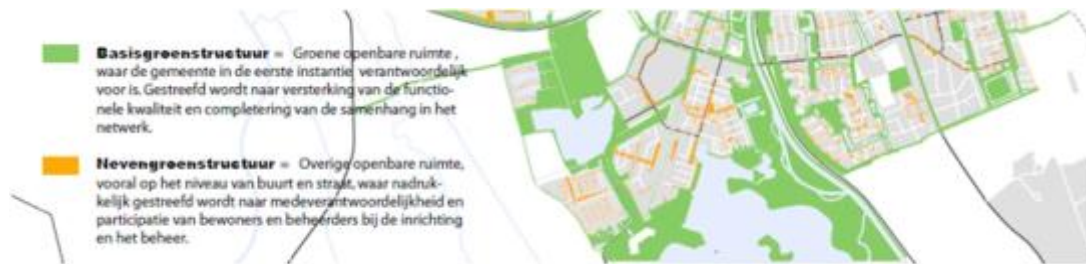 Basisgroenstructuur = Groene openbare ruimte ,
waar de gemeente in de eerste instantie verantwoordelijk
voor is. Gestreefd wordt naar versterking van de functio-
nele kwaliteit en completering van de samenhang in het
netwerk.
Nevengroenstructuur = Overige openbare ruimte,
vooral op het niveau van buurt en straat, waar nadruk-
kelijk gestreefd wordt naar medeverantwoordelijkheid en
participatie van bewoners en beheerders bij de inrichting
en het beheer.